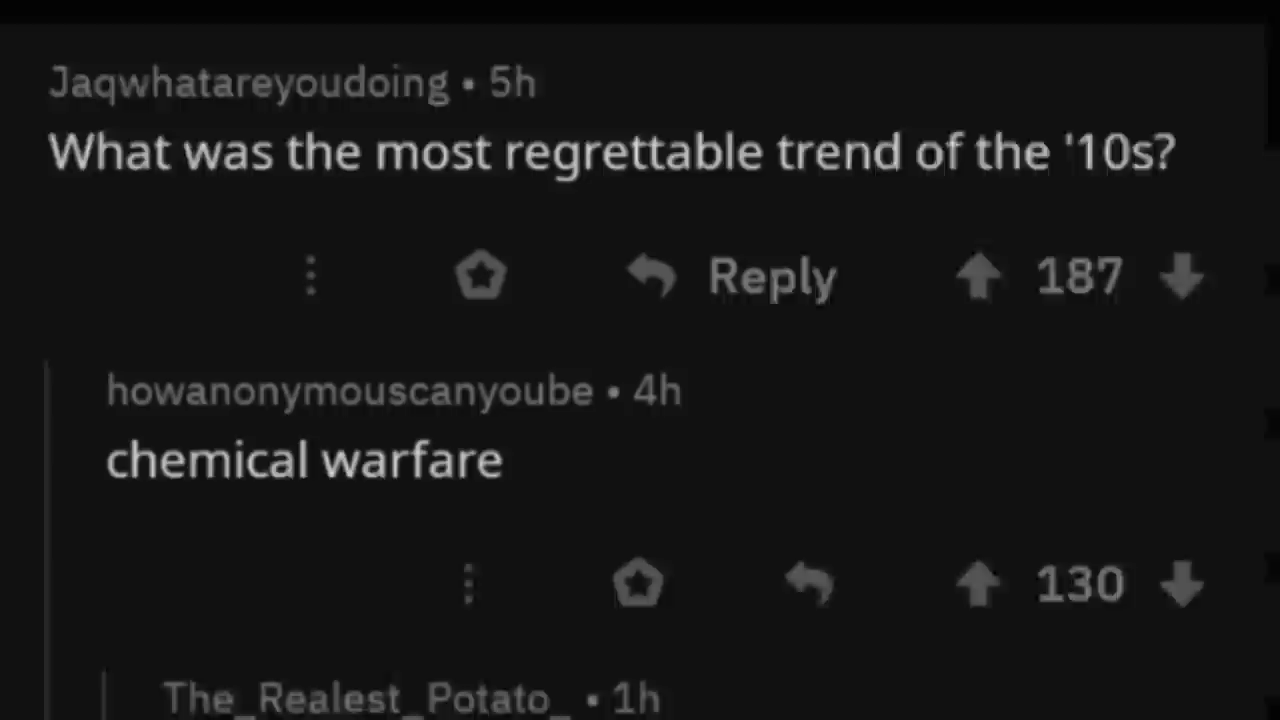 Jaqwhatareyoudoing • 5h
What was the most regrettable trend of the '10s?
Reply 187
howanonymouscanyoube • 4h
chemical warfare
130
The_Realest_Potato_ • 1h